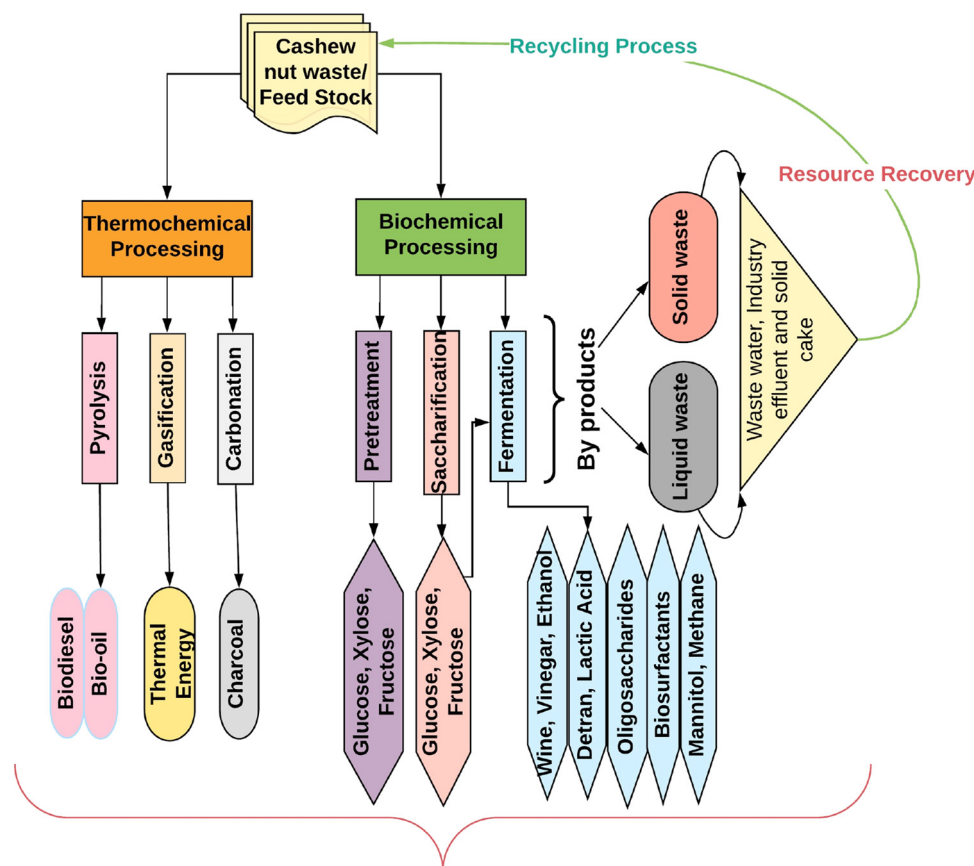 Cashew
nut waste/
Feed Stock
Recycling Process
Resource Recovery
Thermochemical
Processing
Biochemical
Processing
Pyrolysis
Gasification
Carbonation
Pretreatment
Saccharification
Fermentation
By products
Solid waste
Liquid waste
Waste water, Industry
effluent and solid
cake
Biodiesel
Bio-oil
Thermal
Energy
Charcoal
Glucose, Xylose,
Fructose
Glucose, Xylose,
Fructose
Wine, Vinegar, Ethanol
Detran, Lactic Acid
Oligosaccharides
Biosurfactants
Mannitol, Methane